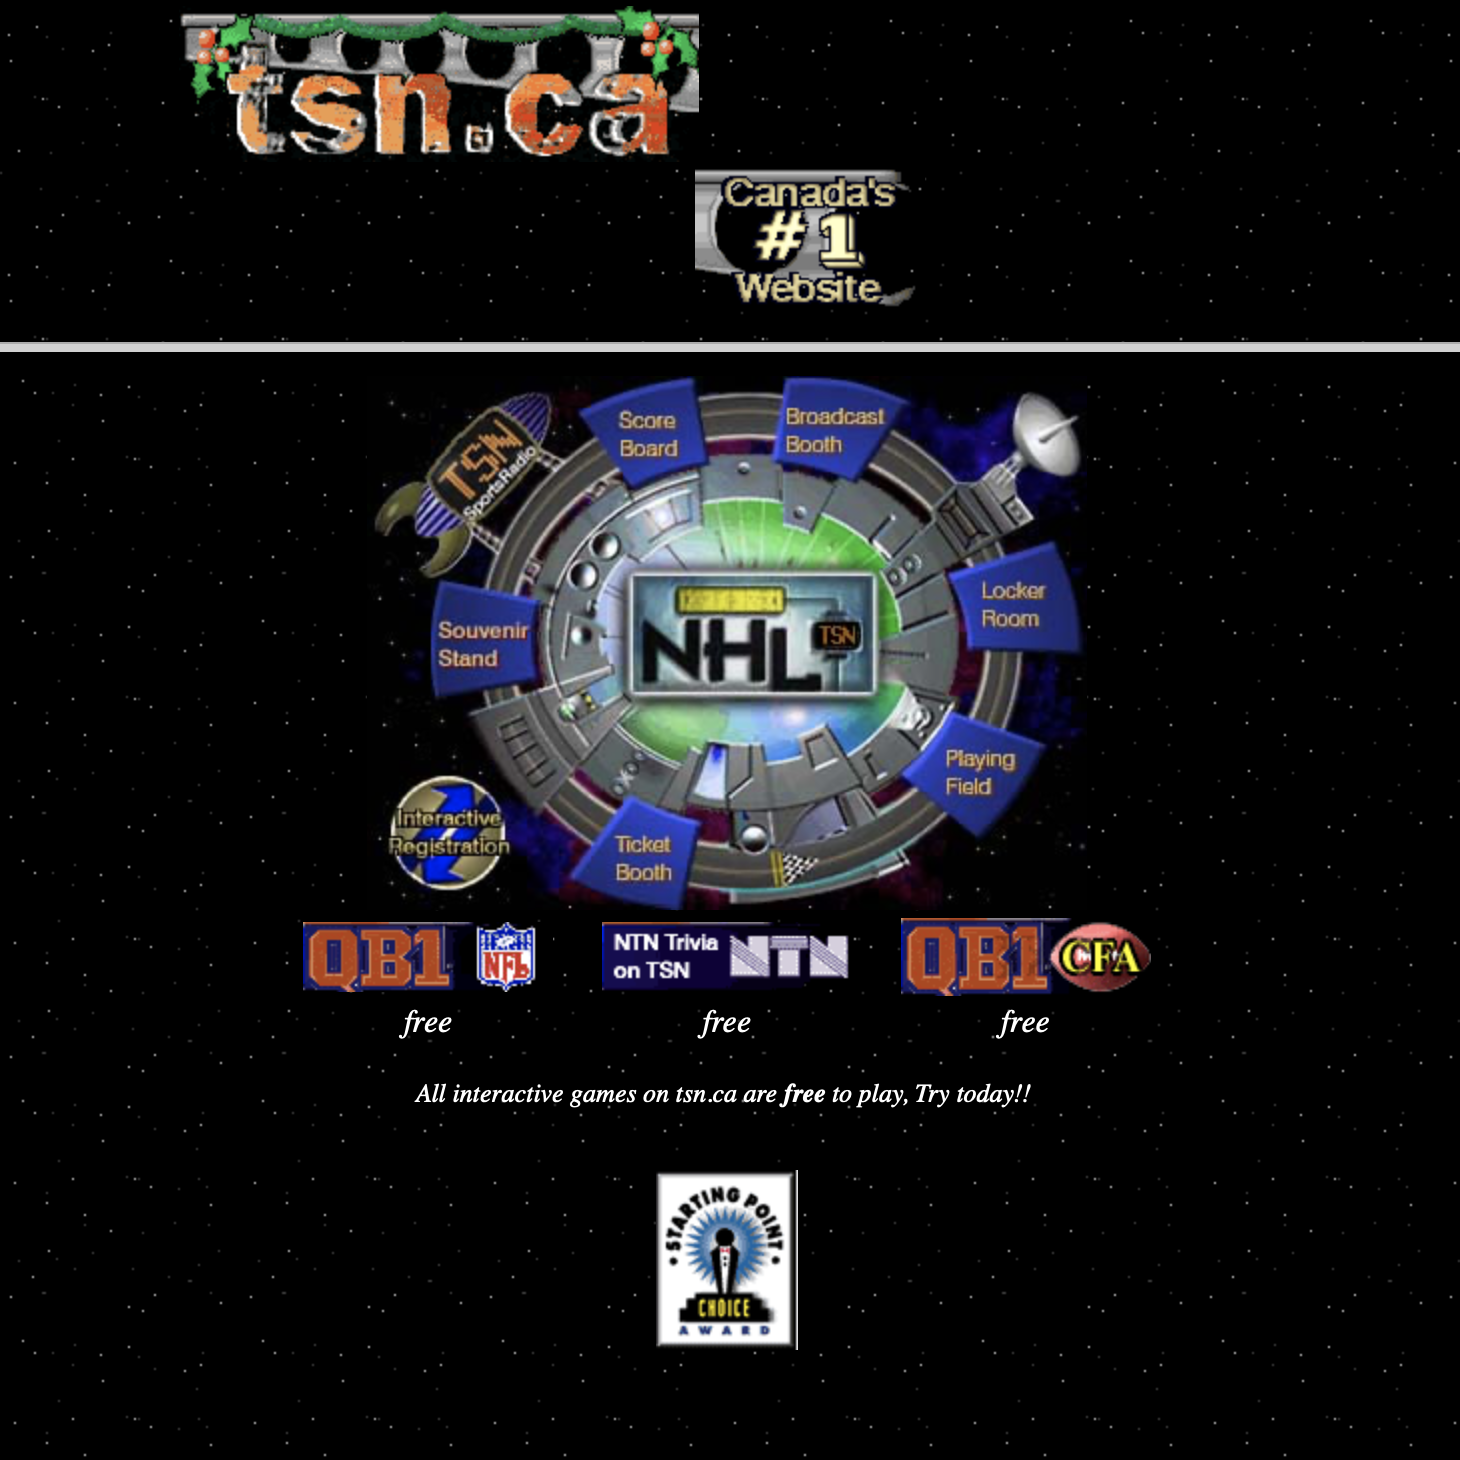 tsn.ca
Canada's
#1
Website
Score
Board
Broadcast
Booth
TSN
SportsRadio
Locker
Room
Souvenir
Stand
NHL
TSN
Playing
Field
Interactive
Registration
Ticket
Booth
QB1
NFL
NTN Trivia
on TSN
NTN
QB1
CFA
free
free
free
All interactive games on tsn.ca are free to play, Try today!!
STARTING POINT
CHOICE
AWARD